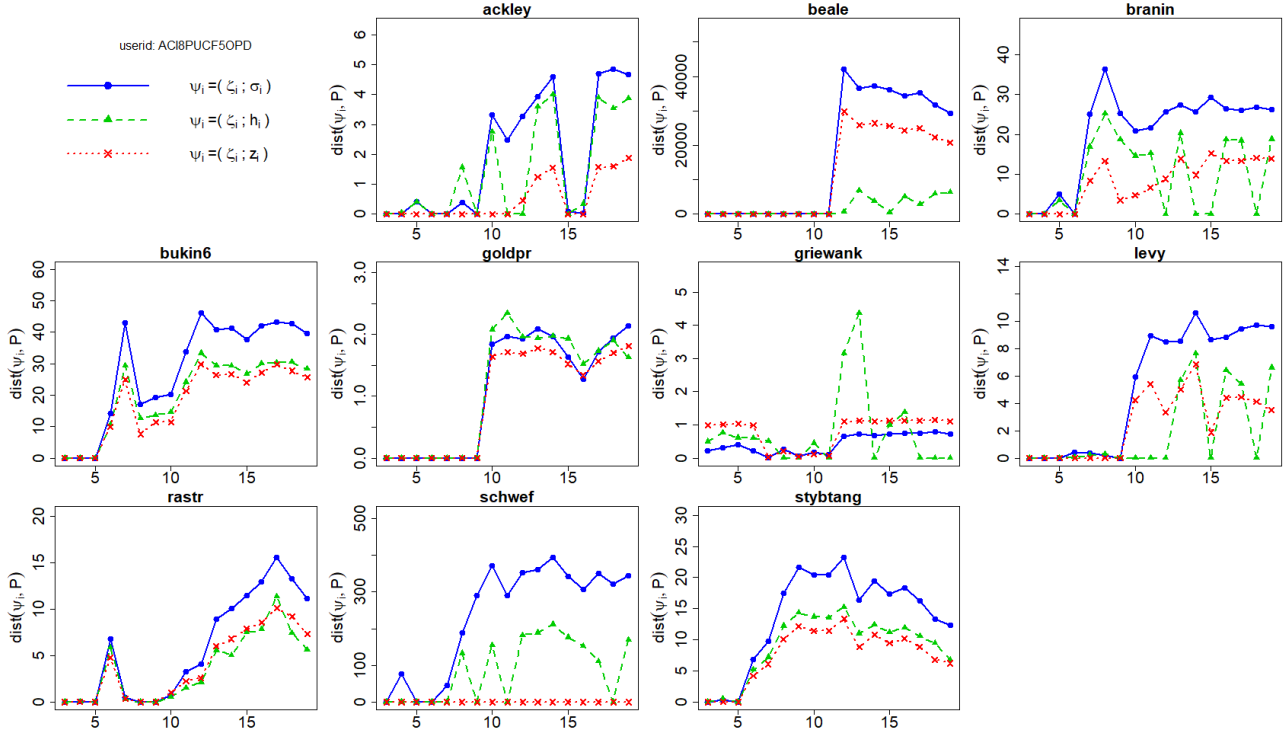 userid: ACI8PUCF5OPD
ψi =( ζi ; σi )
ψi =( ζi ; hi )
ψi =( ζi ; zi )
ackley
dist(ψi, P)
0 1 2 3 4 5 6
5 10 15
beale
dist(ψi, P)
0 20000 40000
5 10 15
branin
dist(ψi, P)
0 10 20 30 40
5 10 15
bukin6
dist(ψi, P)
0 10 20 30 40 50 60
5 10 15
goldpr
dist(ψi, P)
0.0 1.0 2.0 3.0
5 10 15
griewank
dist(ψi, P)
0 1 2 3 4 5
5 10 15
levy
dist(ψi, P)
0 2 4 6 8 10 14
5 10 15
rastr
dist(ψi, P)
0 5 10 15 20
5 10 15
schwef
dist(ψi, P)
0 100 300 500
5 10 15
stybtang
dist(ψi, P)
0 5 10 15 20 25 30
5 10 15